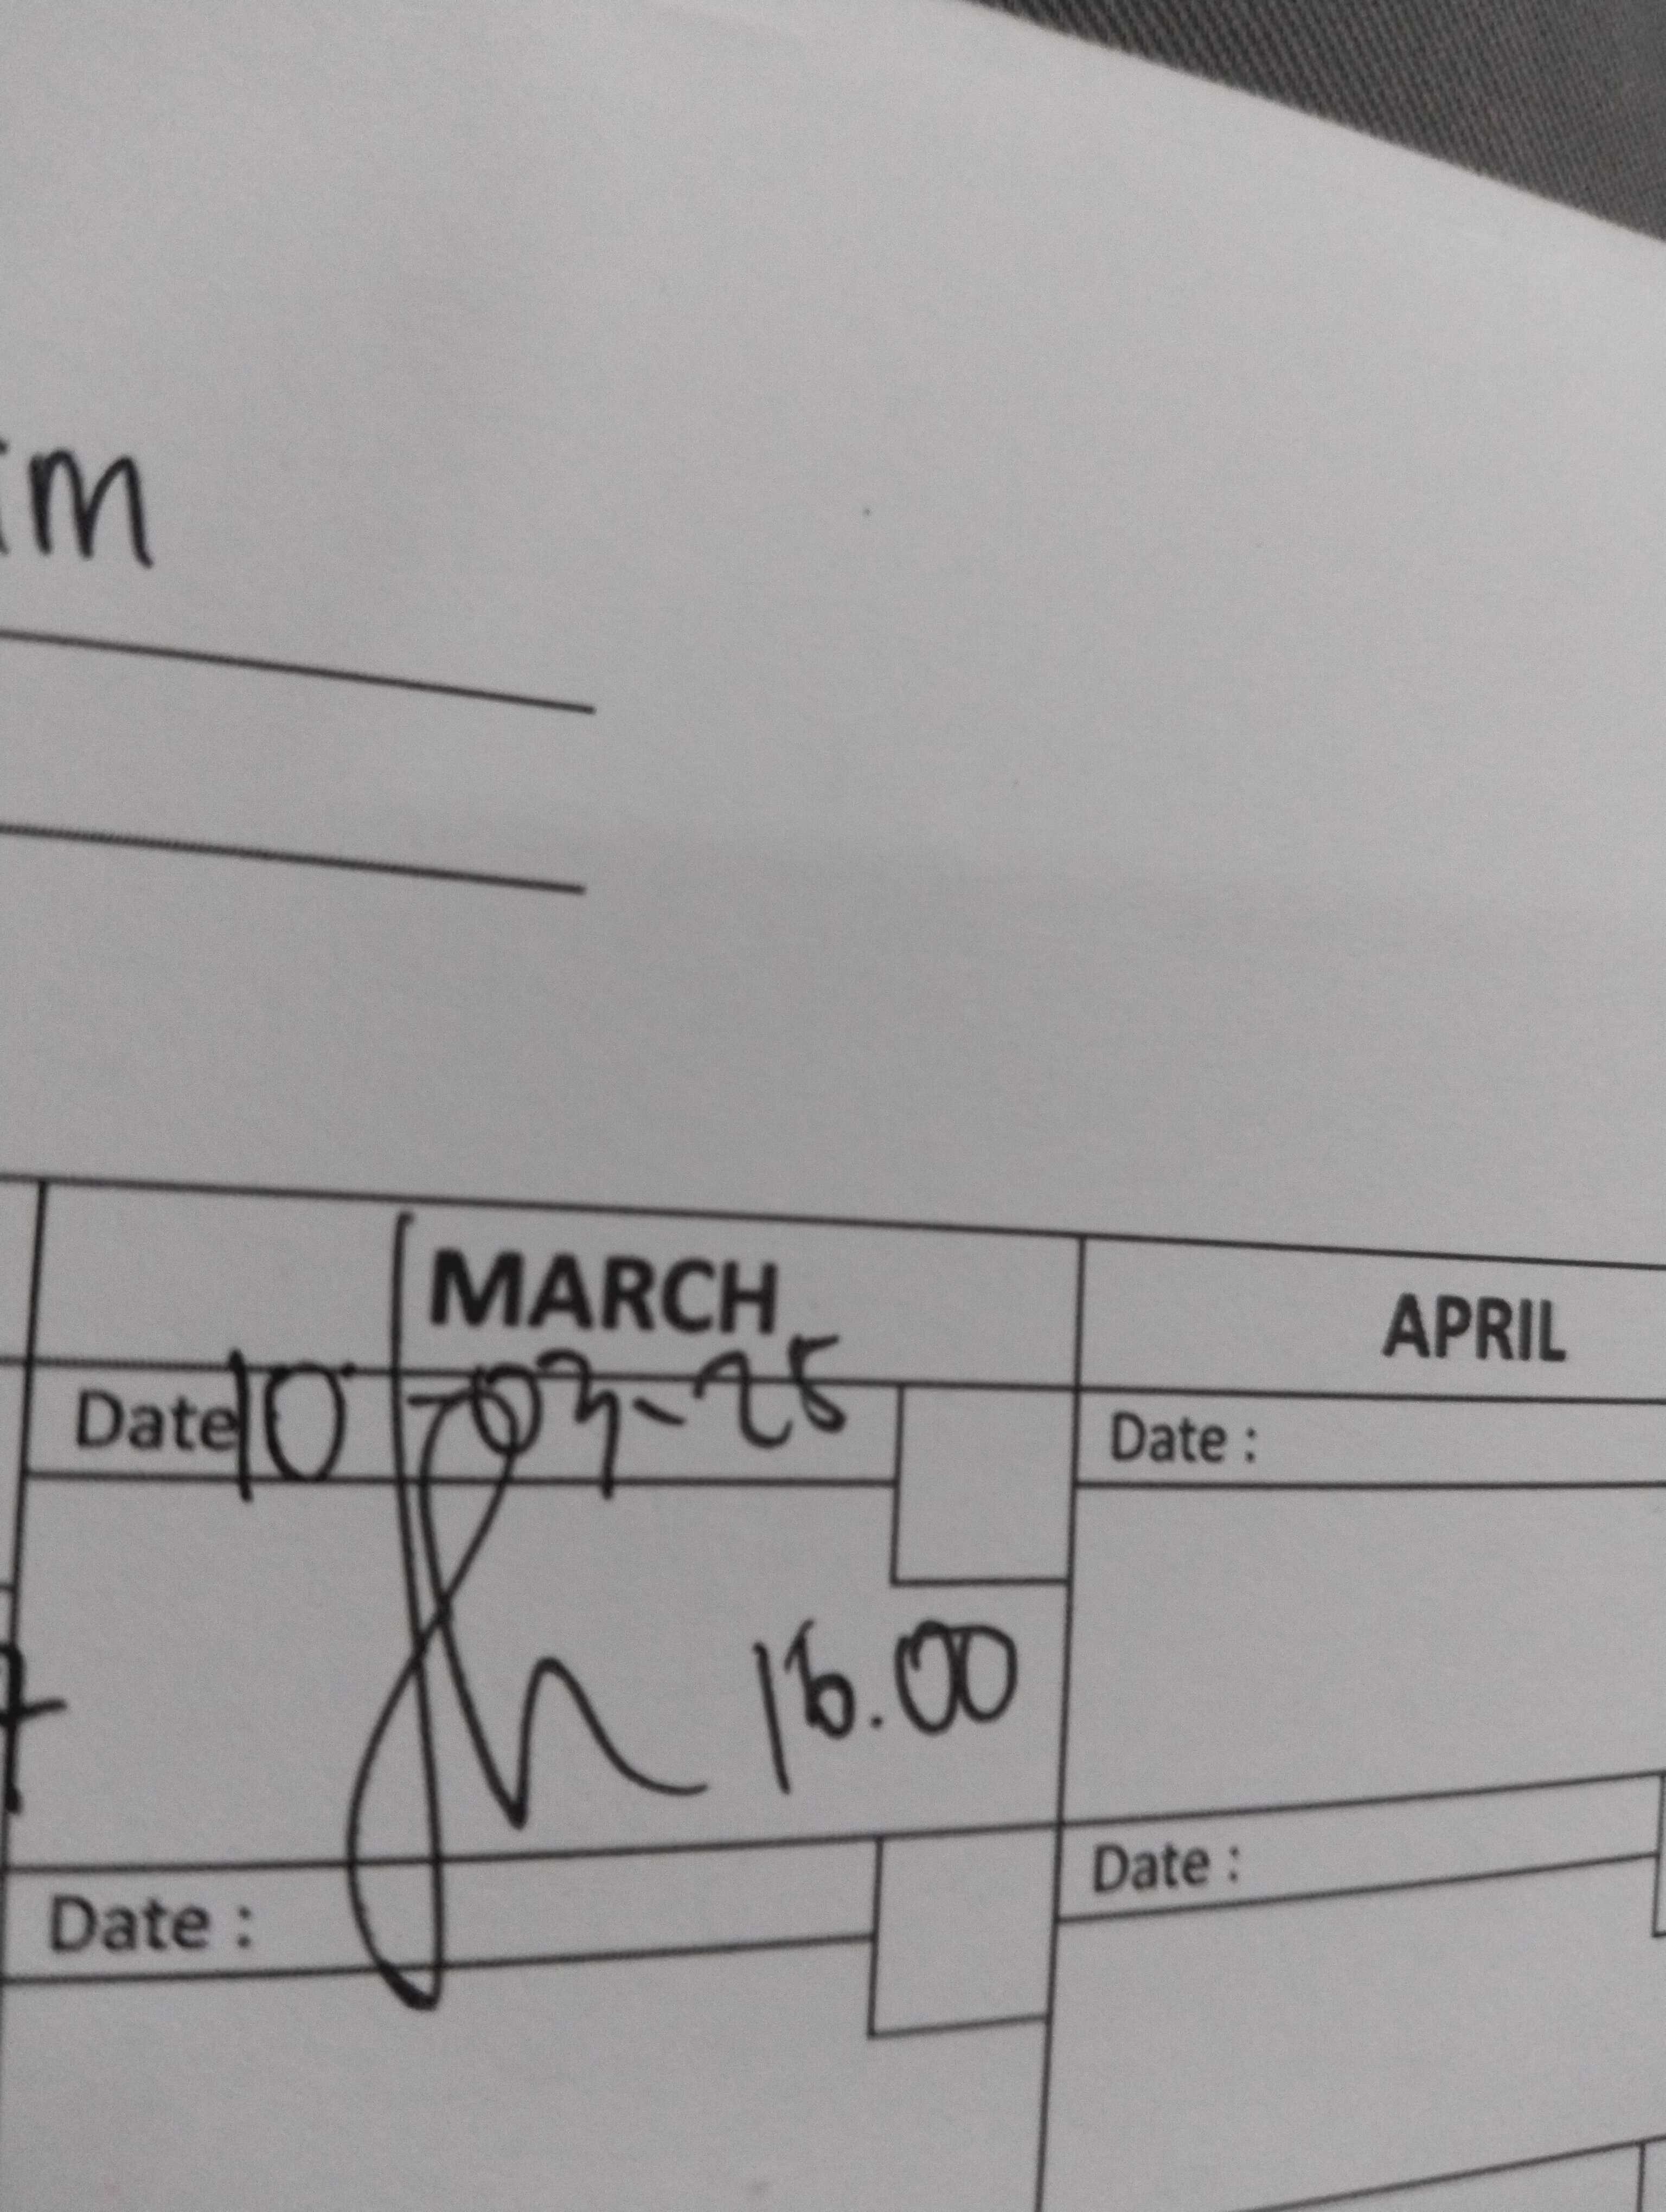 im
MARCH
APRIL
Date 10-03-25
Date :
16.00
Date :
Date :